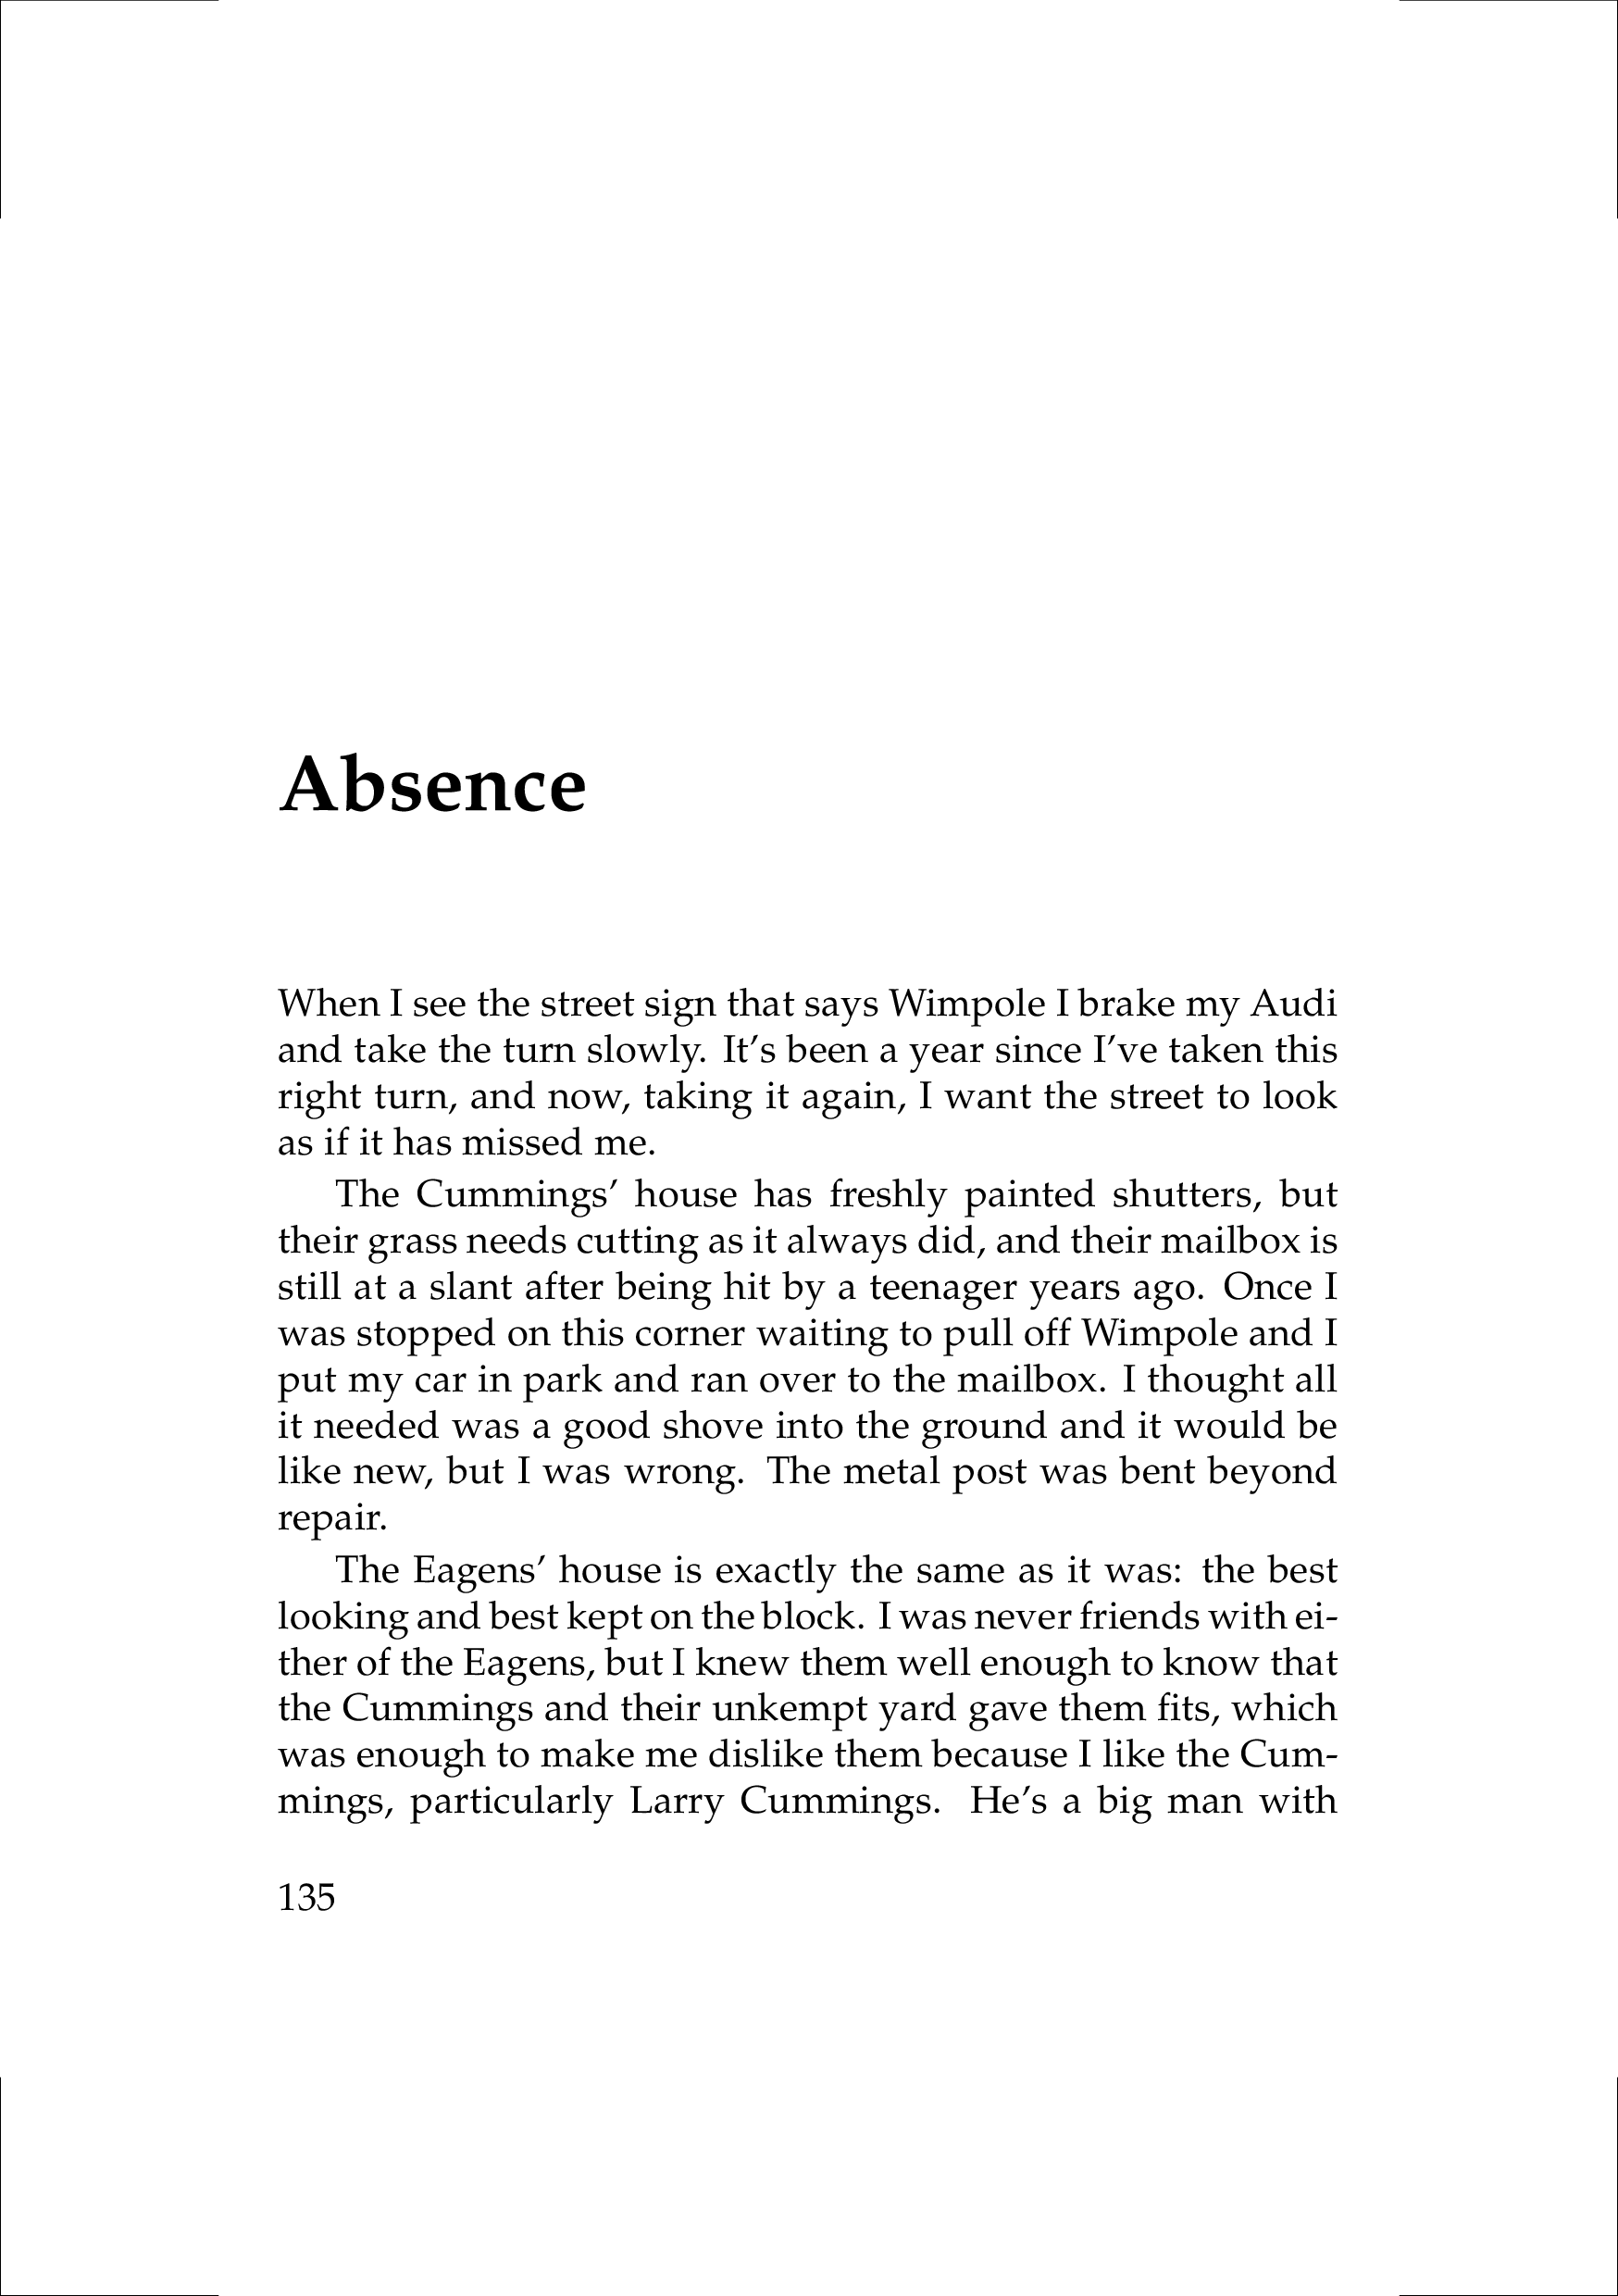 Absence
When I see the street sign that says Wimpole I brake my Audi
and take the turn slowly. It’s been a year since I’ve taken this
right turn, and now, taking it again, I want the street to look
as if it has missed me.
The Cummings’ house has freshly painted shutters, but
their grass needs cutting as it always did, and their mailbox is
still at a slant after being hit by a teenager years ago. Once I
was stopped on this corner waiting to pull off Wimpole and I
put my car in park and ran over to the mailbox. I thought all
it needed was a good shove into the ground and it would be
like new, but I was wrong. The metal post was bent beyond
repair.
The Eagens’ house is exactly the same as it was: the best
looking and best kept on the block. I was never friends with ei-
ther of the Eagens, but I knew them well enough to know that
the Cummings and their unkempt yard gave them fits, which
was enough to make me dislike them because I like the Cum-
mings, particularly Larry Cummings. He’s a big man with
135